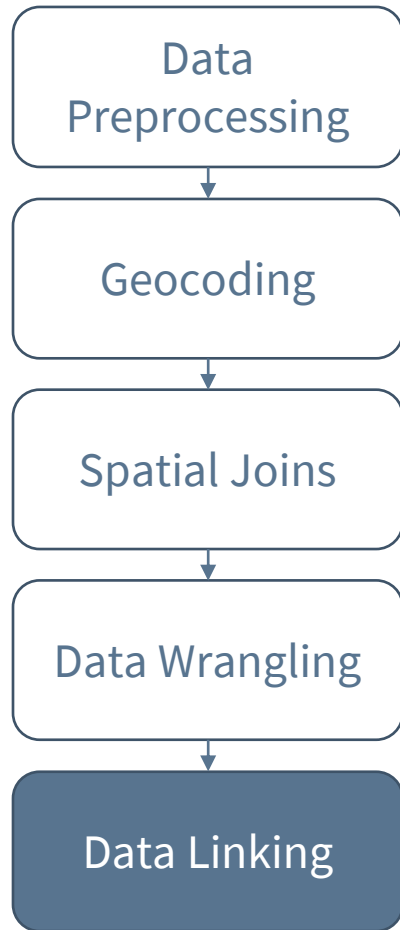 Data
Preprocessing
Geocoding
Spatial Joins
Data Wrangling
Data Linking